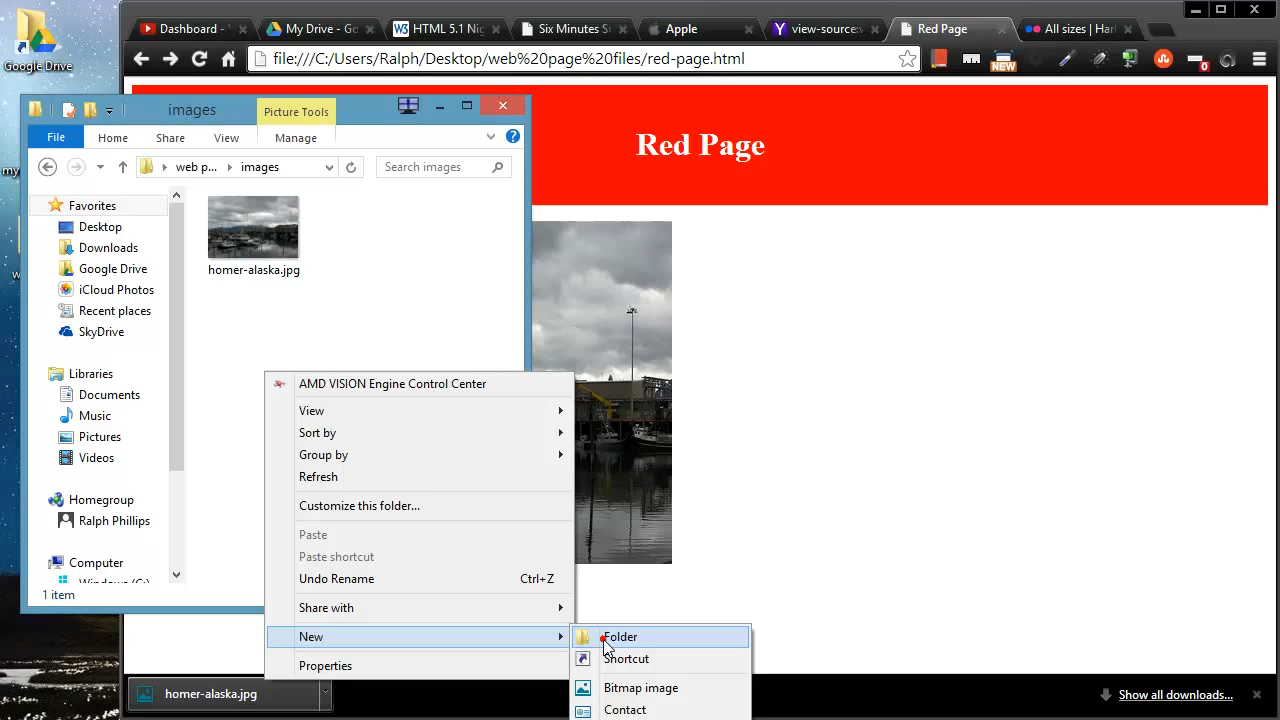 Google Drive
Dashboard -
My Drive - Go
HTML 5.1 Nig
Six Minutes S
Apple
view-source:w
Red Page
All sizes | Harl
file:///C:/Users/Ralph/Desktop/web%20page%20files/red-page.html
NEW
0
images
Picture Tools
File
Home
Share
View
Manage
web p...
images
Search images
Red Page
Favorites
Desktop
Downloads
Google Drive
iCloud Photos
Recent places
SkyDrive
Libraries
Documents
Music
Pictures
Videos
Homegroup
Ralph Phillips
Computer
Windows (C:)
1 item
homer-alaska.jpg
AMD VISION Engine Control Center
View
Sort by
Group by
Refresh
Customize this folder...
Paste
Paste shortcut
Undo Rename Ctrl+Z
Share with
New
Properties
Folder
Shortcut
Bitmap image
Contact
homer-alaska.jpg
Show all downloads...